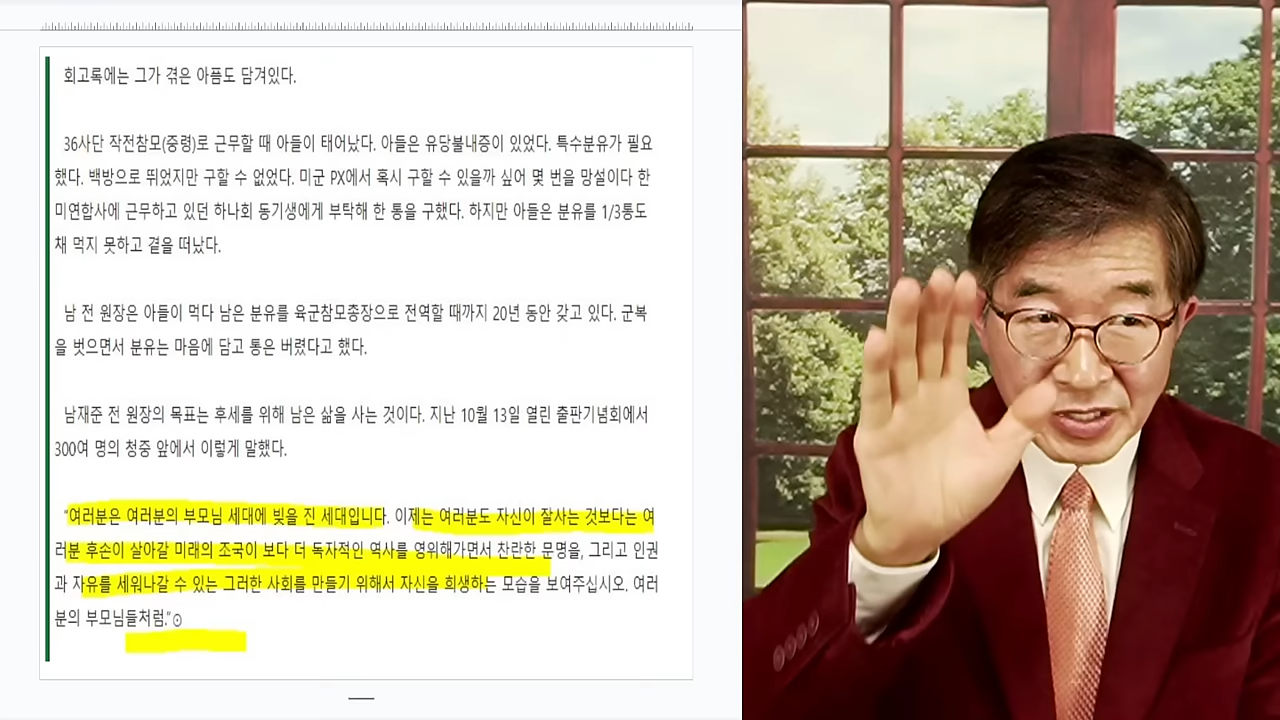 회고록에는 그가 겪은 아픔도 담겨있다.
36사단 작전참모(중령)로 근무할 때 아들이 태어났다. 아들은 유당불내증이 있었다. 특수분유가 필요
했다. 백방으로 뛰었지만 구할 수 없었다. 미군 PX에서 혹시 구할 수 있을까 싶어 몇 번을 망설이다 한
미연합사에 근무하고 있던 하나회 동기생에게 부탁해 한 통을 구했다. 하지만 아들은 분유를 1/3통도
채 먹지 못하고 곁을 떠났다.
남 전 원장은 아들이 먹다 남은 분유를 육군참모총장으로 전역할 때까지 20년 동안 갖고 있다. 군복
을 벗으면서 분유는 마음에 담고 통은 버렸다고 했다.
남재준 전 원장의 목표는 후세를 위해 남은 삶을 사는 것이다. 지난 10월 13일 열린 출판기념회에서
300여 명의 청중 앞에서 이렇게 말했다.
“여러분은 여러분의 부모님 세대에 빚을 진 세대입니다. 이제는 여러분도 자신이 잘사는 것보다는 여
러분 후손이 살아갈 미래의 조국이 보다 더 독자적인 역사를 영위해가면서 찬란한 문명을, 그리고 인권
과 자유를 세워나갈 수 있는 그러한 사회를 만들기 위해서 자신을 희생하는 모습을 보여주십시오. 여러
분의 부모님들처럼.”⊙